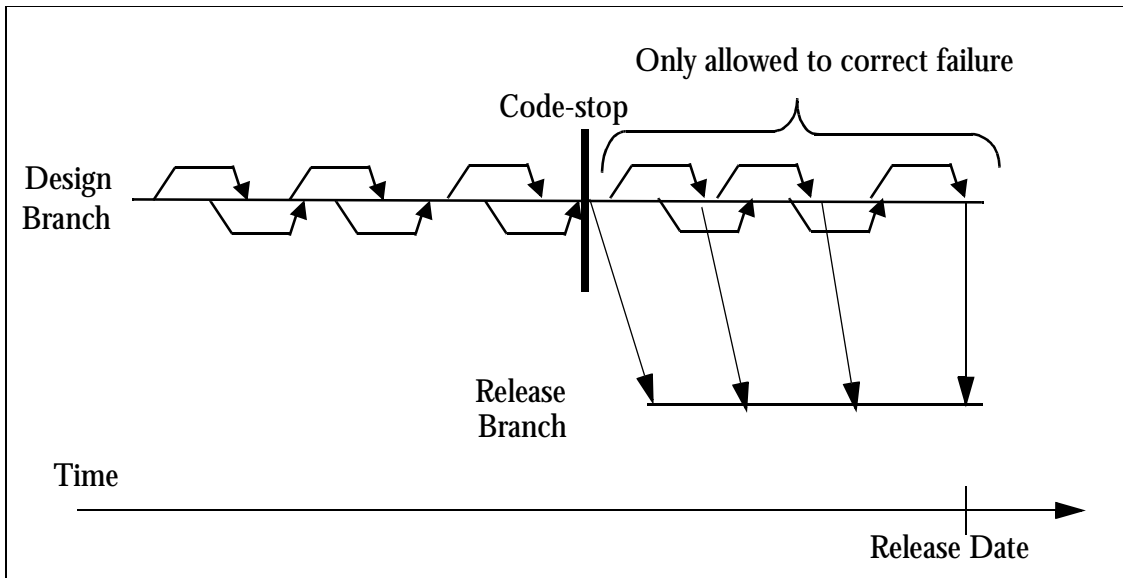 Only allowed to correct failure
Code-stop
Design
Branch
Release
Branch
Time
Release Date